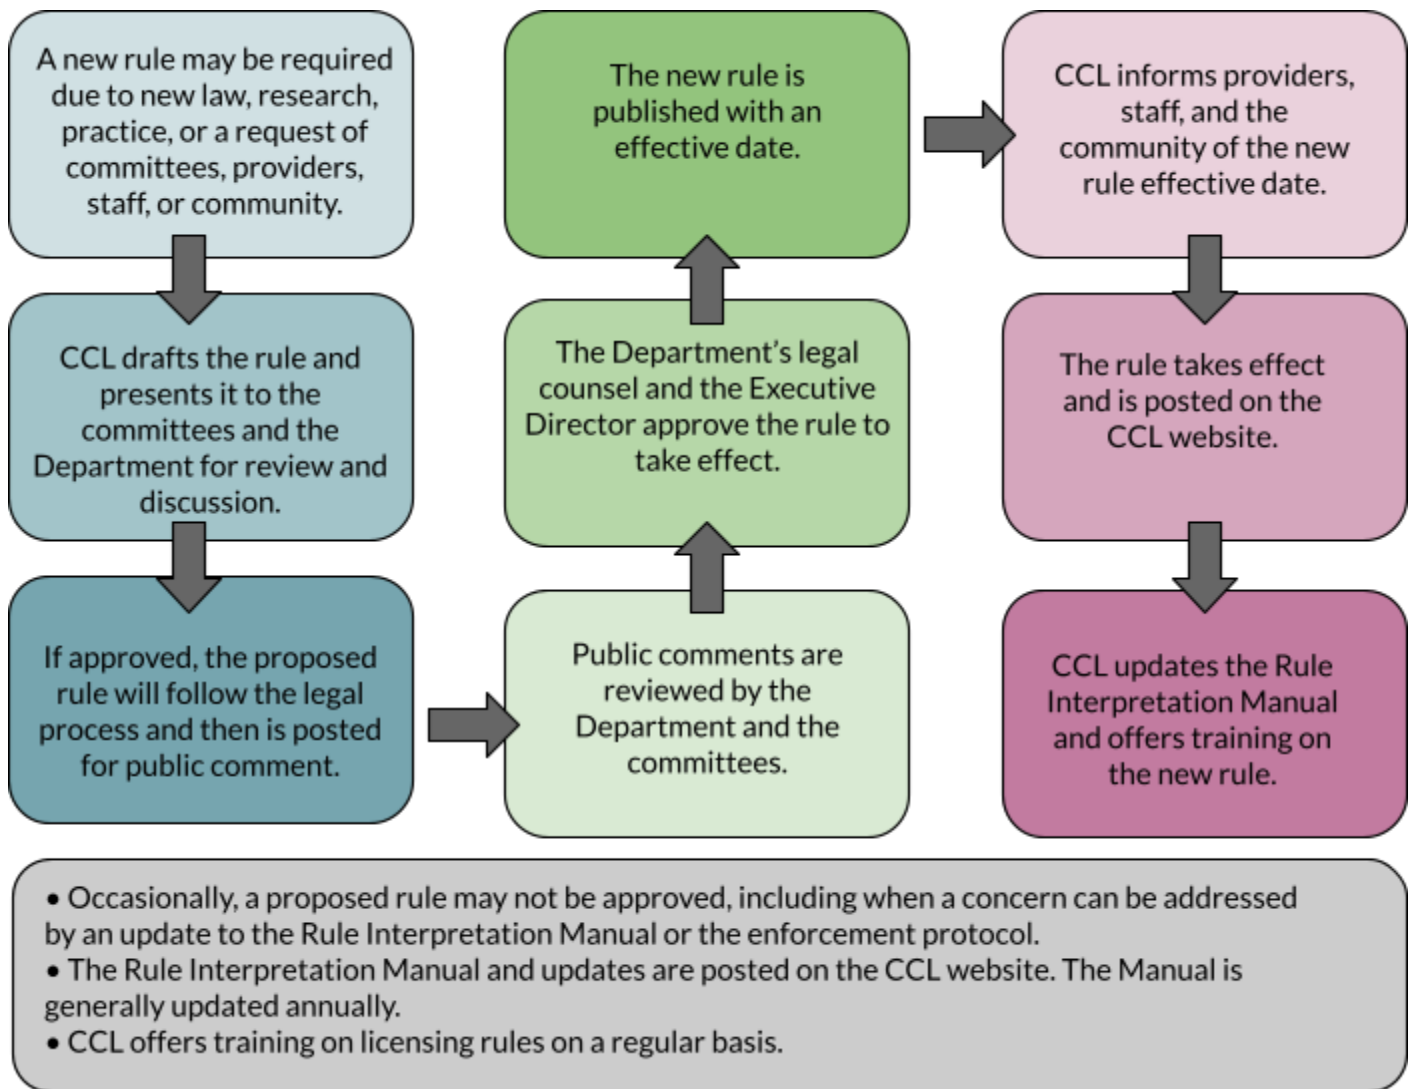 A new rule may be required
due to new law, research,
practice, or a request of
committees, providers,
staff, or community.
CCL drafts the rule and
presents it to the
committees and the
Department for review and
discussion.
If approved, the proposed
rule will follow the legal
process and then is posted
for public comment.
Public comments are
reviewed by the
Department and the
committees.
The Department’s legal
counsel and the Executive
Director approve the rule to
take effect.
The new rule is
published with an
effective date.
CCL informs providers,
staff, and the
community of the new
rule effective date.
The rule takes effect
and is posted on the
CCL website.
CCL updates the Rule
Interpretation Manual
and offers training on
the new rule.
• Occasionally, a proposed rule may not be approved, including when a concern can be addressed
by an update to the Rule Interpretation Manual or the enforcement protocol.
• The Rule Interpretation Manual and updates are posted on the CCL website. The Manual is
generally updated annually.
• CCL offers training on licensing rules on a regular basis.